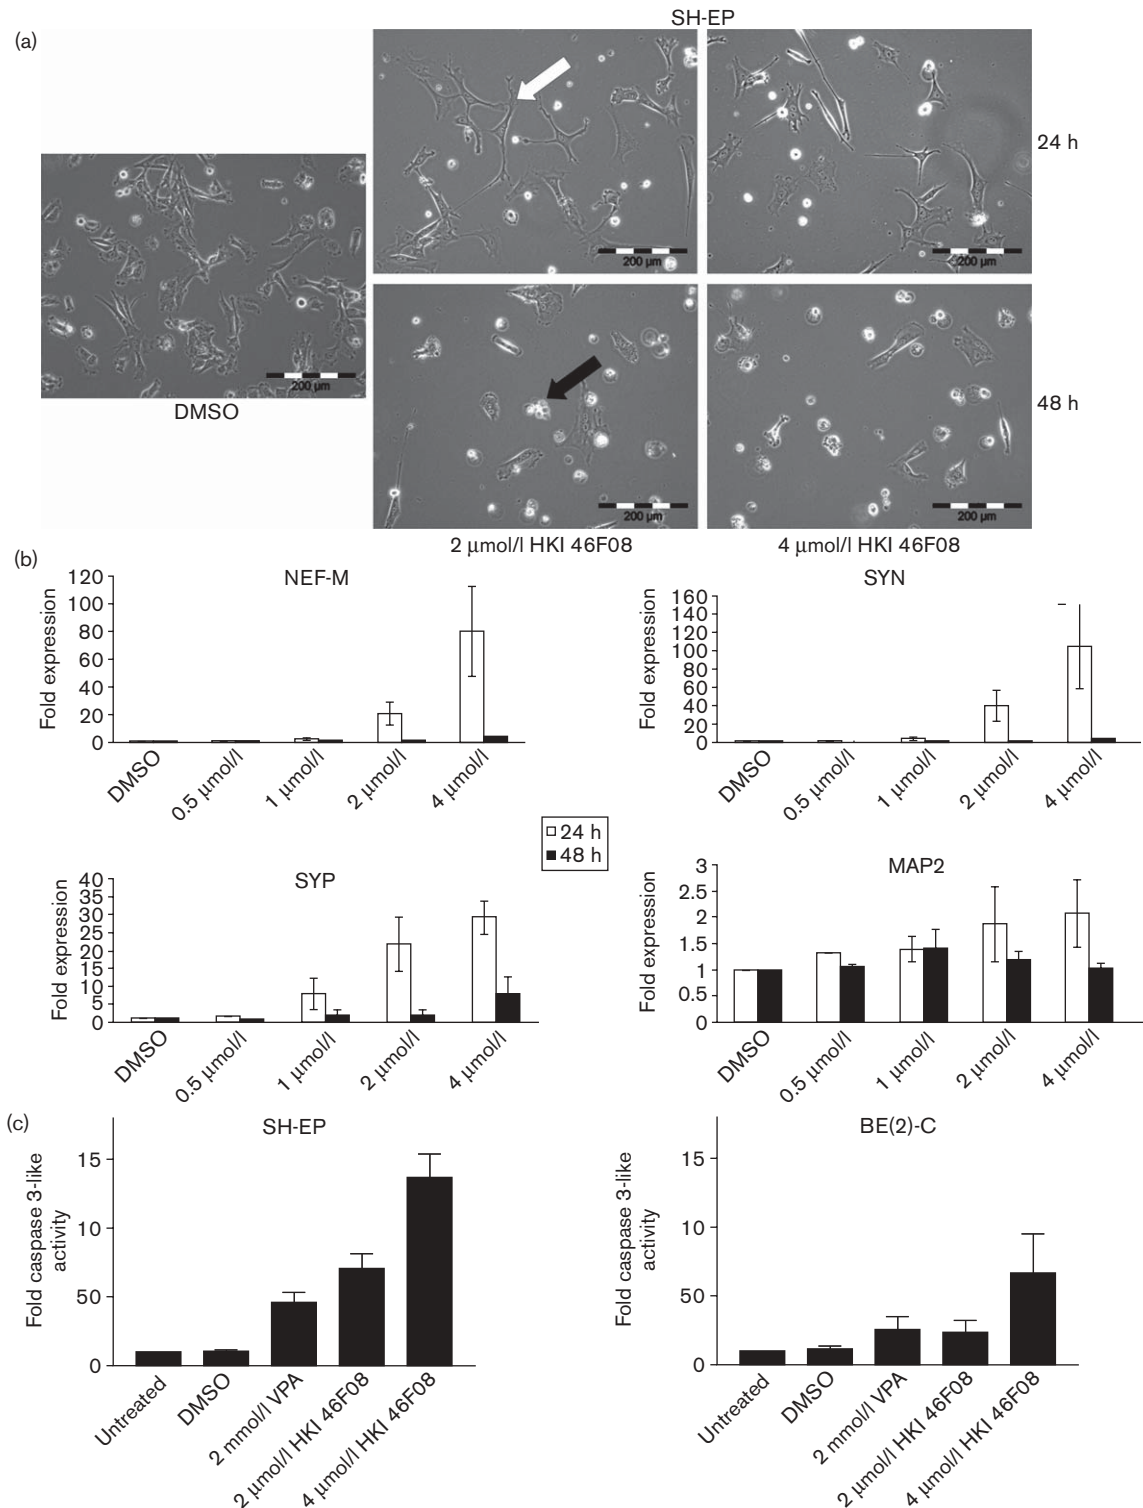 SH-EP
(a)
24 h
200 µm
200 µm
200 µm
DMSO
48 h
200 µm
200 µm
2 µmol/l HKI 46F08
4 µmol/l HKI 46F08
(b)
NEF-M
Fold expression
120
100
80
60
40
20
0
DMSO
0.5 µmol/l
1 µmol/l
2 µmol/l
4 µmol/l
SYN
Fold expression
160
140
120
100
80
60
40
20
0
DMSO
0.5 µmol/l
1 µmol/l
2 µmol/l
4 µmol/l
24 h
48 h
SYP
Fold expression
40
35
30
25
20
15
10
5
0
DMSO
0.5 µmol/l
1 µmol/l
2 µmol/l
4 µmol/l
MAP2
Fold expression
3
2.5
2
1.5
1
0.5
0
DMSO
0.5 µmol/l
1 µmol/l
2 µmol/l
4 µmol/l
(c)
SH-EP
Fold caspase 3-like
activity
15
10
50
0
Untreated
DMSO
2 mmol/l VPA
2 µmol/l HKI 46F08
4 µmol/l HKI 46F08
BE(2)-C
Fold caspase 3-like
activity
15
10
50
0
Untreated
DMSO
2 mmol/l VPA
2 µmol/l HKI 46F08
4 µmol/l HKI 46F08